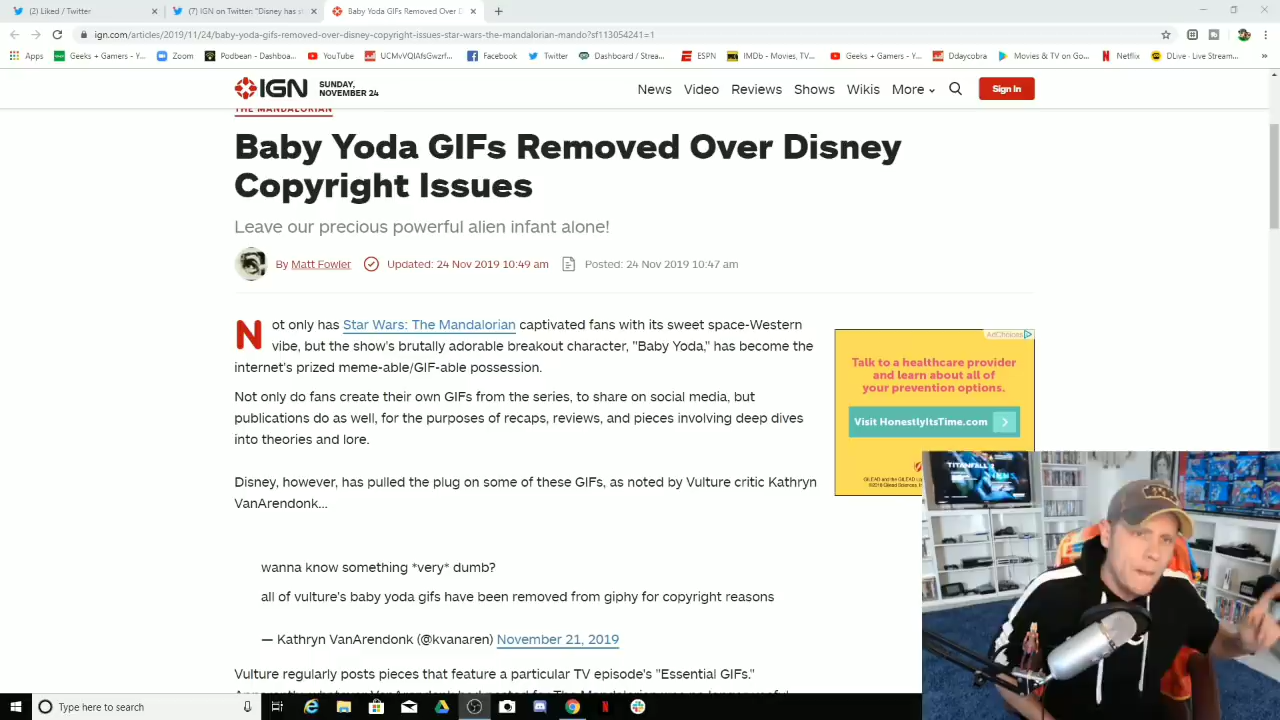 (2) Liked / Twitter
IGN on Twitter: "Disney has s
Baby Yoda GIFs Removed Over D
ign.com/articles/2019/11/24/baby-yoda-gifs-removed-over-disney-copyright-issues-star-wars-the-mandalorian-mando?sf113054241=1
Apps
Geeks + Gamers - Y...
Zoom
Podbean - Dashboa...
YouTube
UCMvVQIAfsGwzrf...
Facebook
Twitter
Dashboard / Strea...
ESPN
IMDb - Movies, TV...
Geeks + Gamers - Y...
Ddaycobra
Movies & TV on Go...
Netflix
DLive · Live Stream...
IGN
SUNDAY,
NOVEMBER 24
News
Video
Reviews
Shows
Wikis
More
Sign In
THE MANDALORIAN
Baby Yoda GIFs Removed Over Disney
Copyright Issues
Leave our precious powerful alien infant alone!
By Matt Fowler
Updated: 24 Nov 2019 10:49 am
Posted: 24 Nov 2019 10:47 am
Not only has Star Wars: The Mandalorian captivated fans with its sweet space-Western
vibe, but the show's brutally adorable breakout character, "Baby Yoda," has become the
internet's prized meme-able/GIF-able possession.
Not only do fans create their own GIFs from the series, to share on social media, but
publications do as well, for the purposes of recaps, reviews, and pieces involving deep dives
into theories and lore.
Disney, however, has pulled the plug on some of these GIFs, as noted by Vulture critic Kathryn
VanArendonk...
wanna know something *very* dumb?
all of vulture's baby yoda gifs have been removed from giphy for copyright reasons
— Kathryn VanArendonk (@kvanaren) November 21, 2019
Vulture regularly posts pieces that feature a particular TV episode's "Essential GIFs."
AdChoices
Talk to a healthcare provider
and learn about all of
your prevention options.
Visit HonestlyItsTime.com
TITANFALL
Type here to search